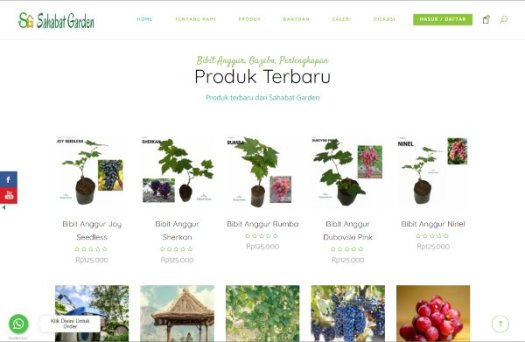 SG Sahabat Garden
HOME
TENTANG KAMI
PRODUK
BANTUAN
GALERI
DISKUSI
MASUK / DAFTAR
Bibit Anggur, Gazebo, Perlengkapan
Produk Terbaru
Produk terbaru dari Sahabat Garden
JOY SEEDLESS
SHERKAN
RUMBA
DUBOVSKI PINK
NINEL
Bibit Anggur Joy
Seedless
Rp125.000
Bibit Anggur
Sherkan
Rp125.000
Bibit Anggur Rumba
Rp125.000
Bibit Anggur
Dubovski Pink
Rp125.000
Bibit Anggur Ninel
Rp125.000
f
You
Klik Disini Untuk
Order